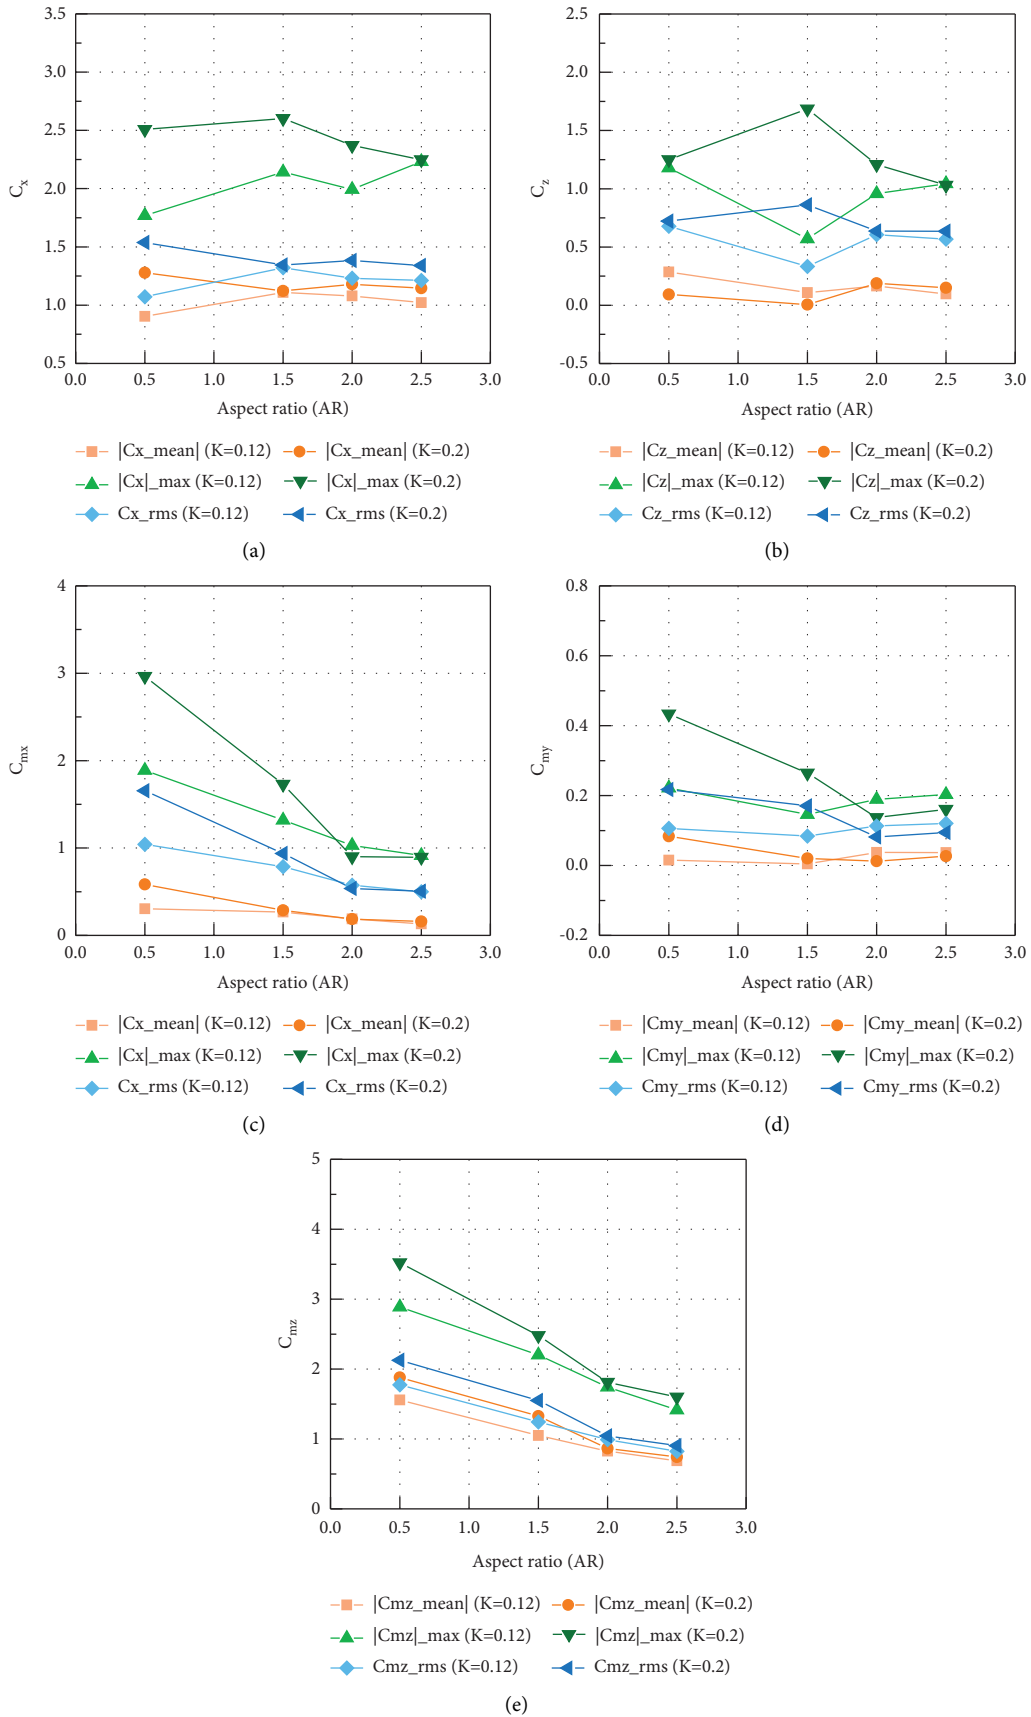 3.5
3.0
2.5
2.0
1.5
1.0
0.5
C_x
0.0 0.5 1.0 1.5 2.0 2.5 3.0
Aspect ratio (AR)
|Cx_mean| (K=0.12) |Cx_mean| (K=0.2)
|Cx|_max (K=0.12) |Cx|_max (K=0.2)
Cx_rms (K=0.12) Cx_rms (K=0.2)
(a)
2.5
2.0
1.5
1.0
0.5
0.0
-0.5
C_z
0.0 0.5 1.0 1.5 2.0 2.5 3.0
Aspect ratio (AR)
|Cz_mean| (K=0.12) |Cz_mean| (K=0.2)
|Cz|_max (K=0.12) |Cz|_max (K=0.2)
Cz_rms (K=0.12) Cz_rms (K=0.2)
(b)
4
3
2
1
0
C_mx
0.0 0.5 1.0 1.5 2.0 2.5 3.0
Aspect ratio (AR)
|Cx_mean| (K=0.12) |Cx_mean| (K=0.2)
|Cx|_max (K=0.12) |Cx|_max (K=0.2)
Cx_rms (K=0.12) Cx_rms (K=0.2)
(c)
0.8
0.6
0.4
0.2
0.0
-0.2
C_my
0.0 0.5 1.0 1.5 2.0 2.5 3.0
Aspect ratio (AR)
|Cmy_mean| (K=0.12) |Cmy_mean| (K=0.2)
|Cmy|_max (K=0.12) |Cmy|_max (K=0.2)
Cmy_rms (K=0.12) Cmy_rms (K=0.2)
(d)
5
4
3
2
1
0
C_mz
0.0 0.5 1.0 1.5 2.0 2.5 3.0
Aspect ratio (AR)
|Cmz_mean| (K=0.12) |Cmz_mean| (K=0.2)
|Cmz|_max (K=0.12) |Cmz|_max (K=0.2)
Cmz_rms (K=0.12) Cmz_rms (K=0.2)
(e)